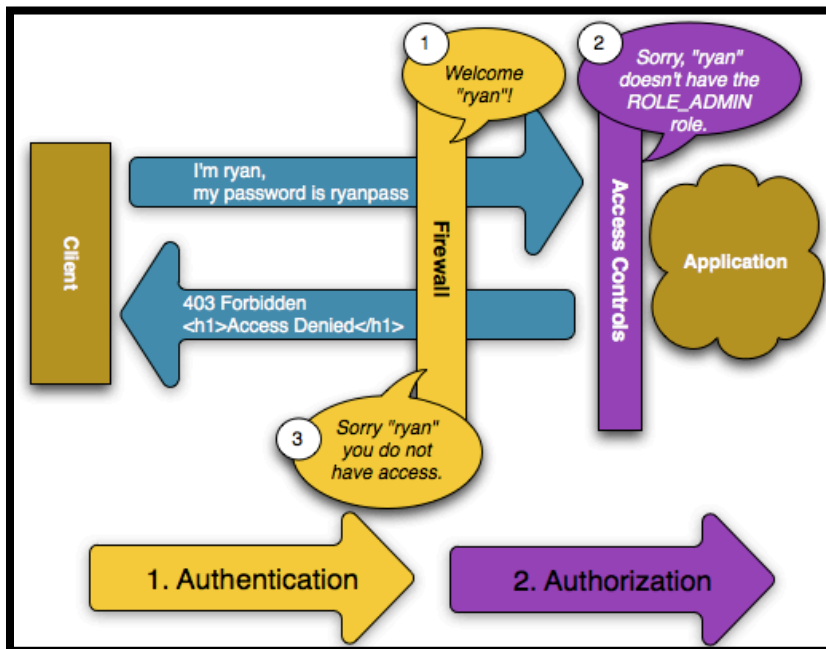 1
Welcome
"ryan"!
2
Sorry, "ryan"
doesn't have the
ROLE_ADMIN
role.
I'm ryan,
my password is ryanpass
Client
Firewall
Access Controls
Application
403 Forbidden
<h1>Access Denied</h1>
3
Sorry "ryan"
you do not
have access.
1. Authentication
2. Authorization